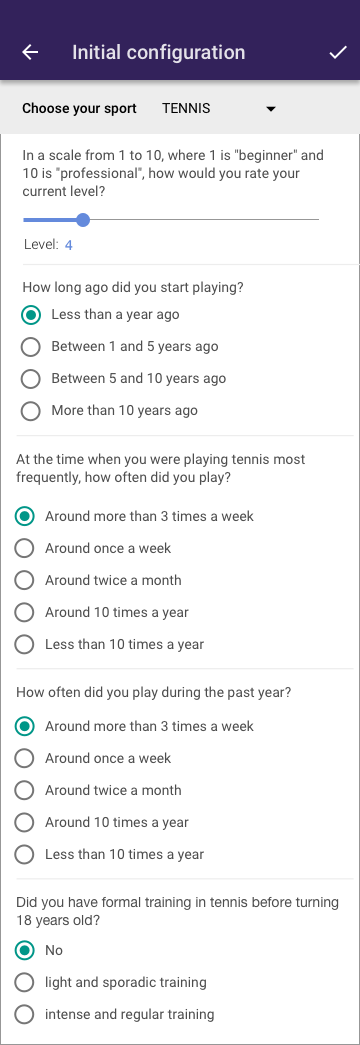 Initial configuration
Choose your sport TENNIS
In a scale from 1 to 10, where 1 is "beginner" and
10 is "professional", how would you rate your
current level?
Level: 4
How long ago did you start playing?
Less than a year ago
Between 1 and 5 years ago
Between 5 and 10 years ago
More than 10 years ago
At the time when you were playing tennis most
frequently, how often did you play?
Around more than 3 times a week
Around once a week
Around twice a month
Around 10 times a year
Less than 10 times a year
How often did you play during the past year?
Around more than 3 times a week
Around once a week
Around twice a month
Around 10 times a year
Less than 10 times a year
Did you have formal training in tennis before turning
18 years old?
No
light and sporadic training
intense and regular training